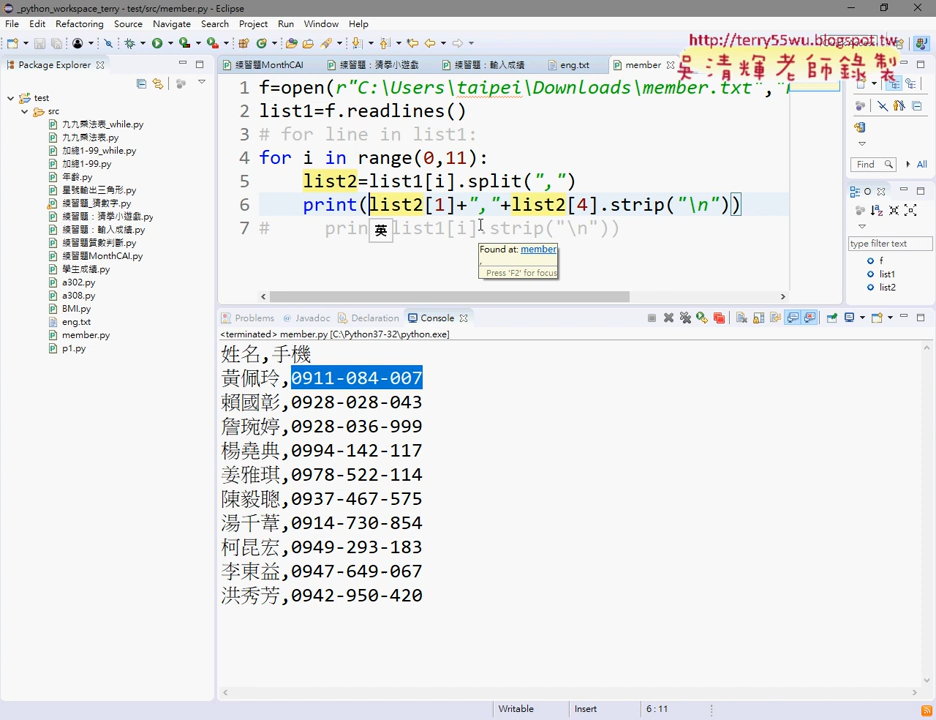 _python_workspace_terry - test/src/member.py - Eclipse
File Edit Refactoring Source Navigate Search Project Run Window Help
http://terry55wu.blogspot.tw
吳清輝老師錄製
Package Explorer
test
src
九九乘法表_while.py
九九乘法表.py
加總1-99_while.py
加總1-99.py
年齡.py
星號輸出三角形.py
練習題_猜數字.py
練習題：猜拳小遊戲.py
練習題：輸入成績.py
練習題MonthCAl.py
練習題質數判斷.py
學生成績.py
a302.py
a308.py
BMI.py
eng.txt
member.py
p1.py
練習題MonthCAl
練習題：猜拳小遊戲
練習題：輸入成績
eng.txt
member
1 f=open(r"C:\Users\taipei\Downloads\member.txt","
2 list1=f.readlines()
3 # for line in list1:
4 for i in range(0,11):
5 list2=list1[i].split(",")
6 print(list2[1]+","+list2[4].strip("\n"))
7 # prin list1[i].strip("\n"))
英
Found at: member
Press 'F2' for focus
Find
All
type filter text
f
list1
list2
Problems Javadoc Declaration Console
<terminated> member.py [C:\Python37-32\python.exe]
姓名,手機
黃佩玲,0911-084-007
賴國彰,0928-028-043
詹琬婷,0928-036-999
楊堯典,0994-142-117
姜雅琪,0978-522-114
陳毅聰,0937-467-575
湯千葦,0914-730-854
柯昆宏,0949-293-183
李東益,0947-649-067
洪秀芳,0942-950-420
Writable Insert 6 : 11